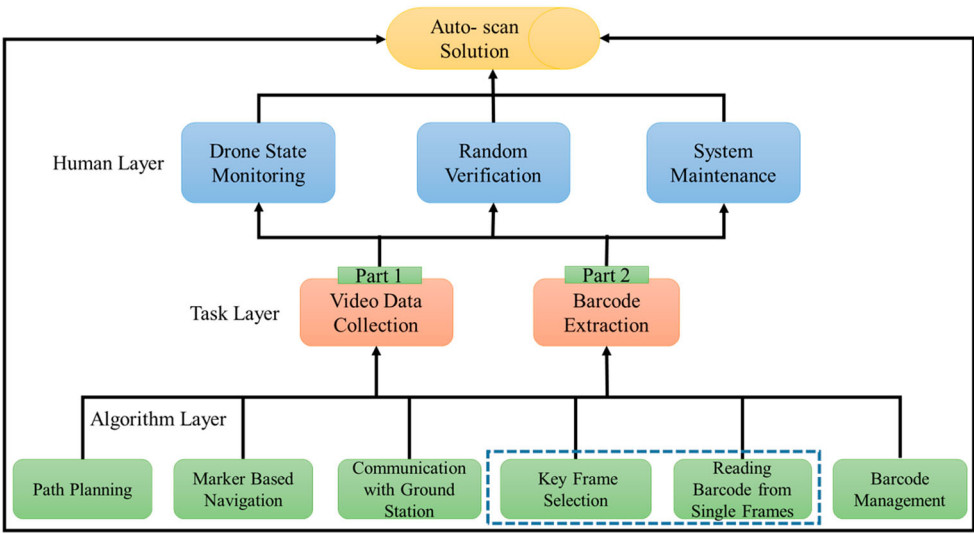 Auto- scan
Solution
Human Layer
Drone State
Monitoring
Random
Verification
System
Maintenance
Part 1
Part 2
Task Layer
Video Data
Collection
Barcode
Extraction
Algorithm Layer
Path Planning
Marker Based
Navigation
Communication
with Ground
Station
Key Frame
Selection
Reading
Barcode from
Single Frames
Barcode
Management